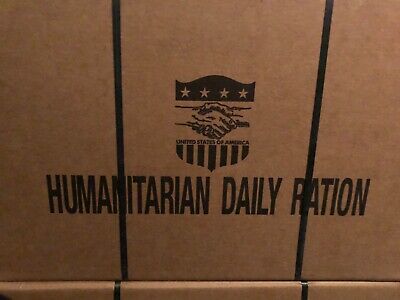 UNITED STATES OF AMERICA
HUMANITARIAN DAILY RATION